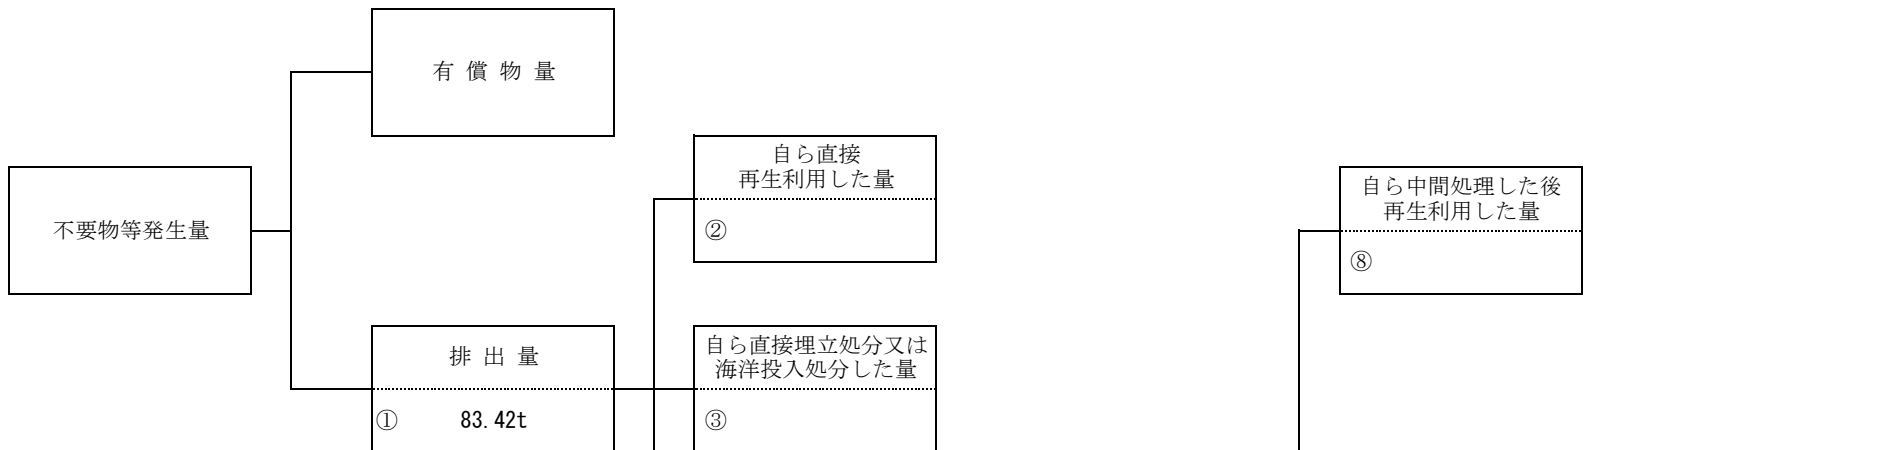 有 償 物 量
自ら直接
再生利用した量
②
自ら中間処理した後
再生利用した量
⑧
不要物等発生量
排 出 量
① 83.42t
自ら直接埋立処分又は
海洋投入処分した量
③